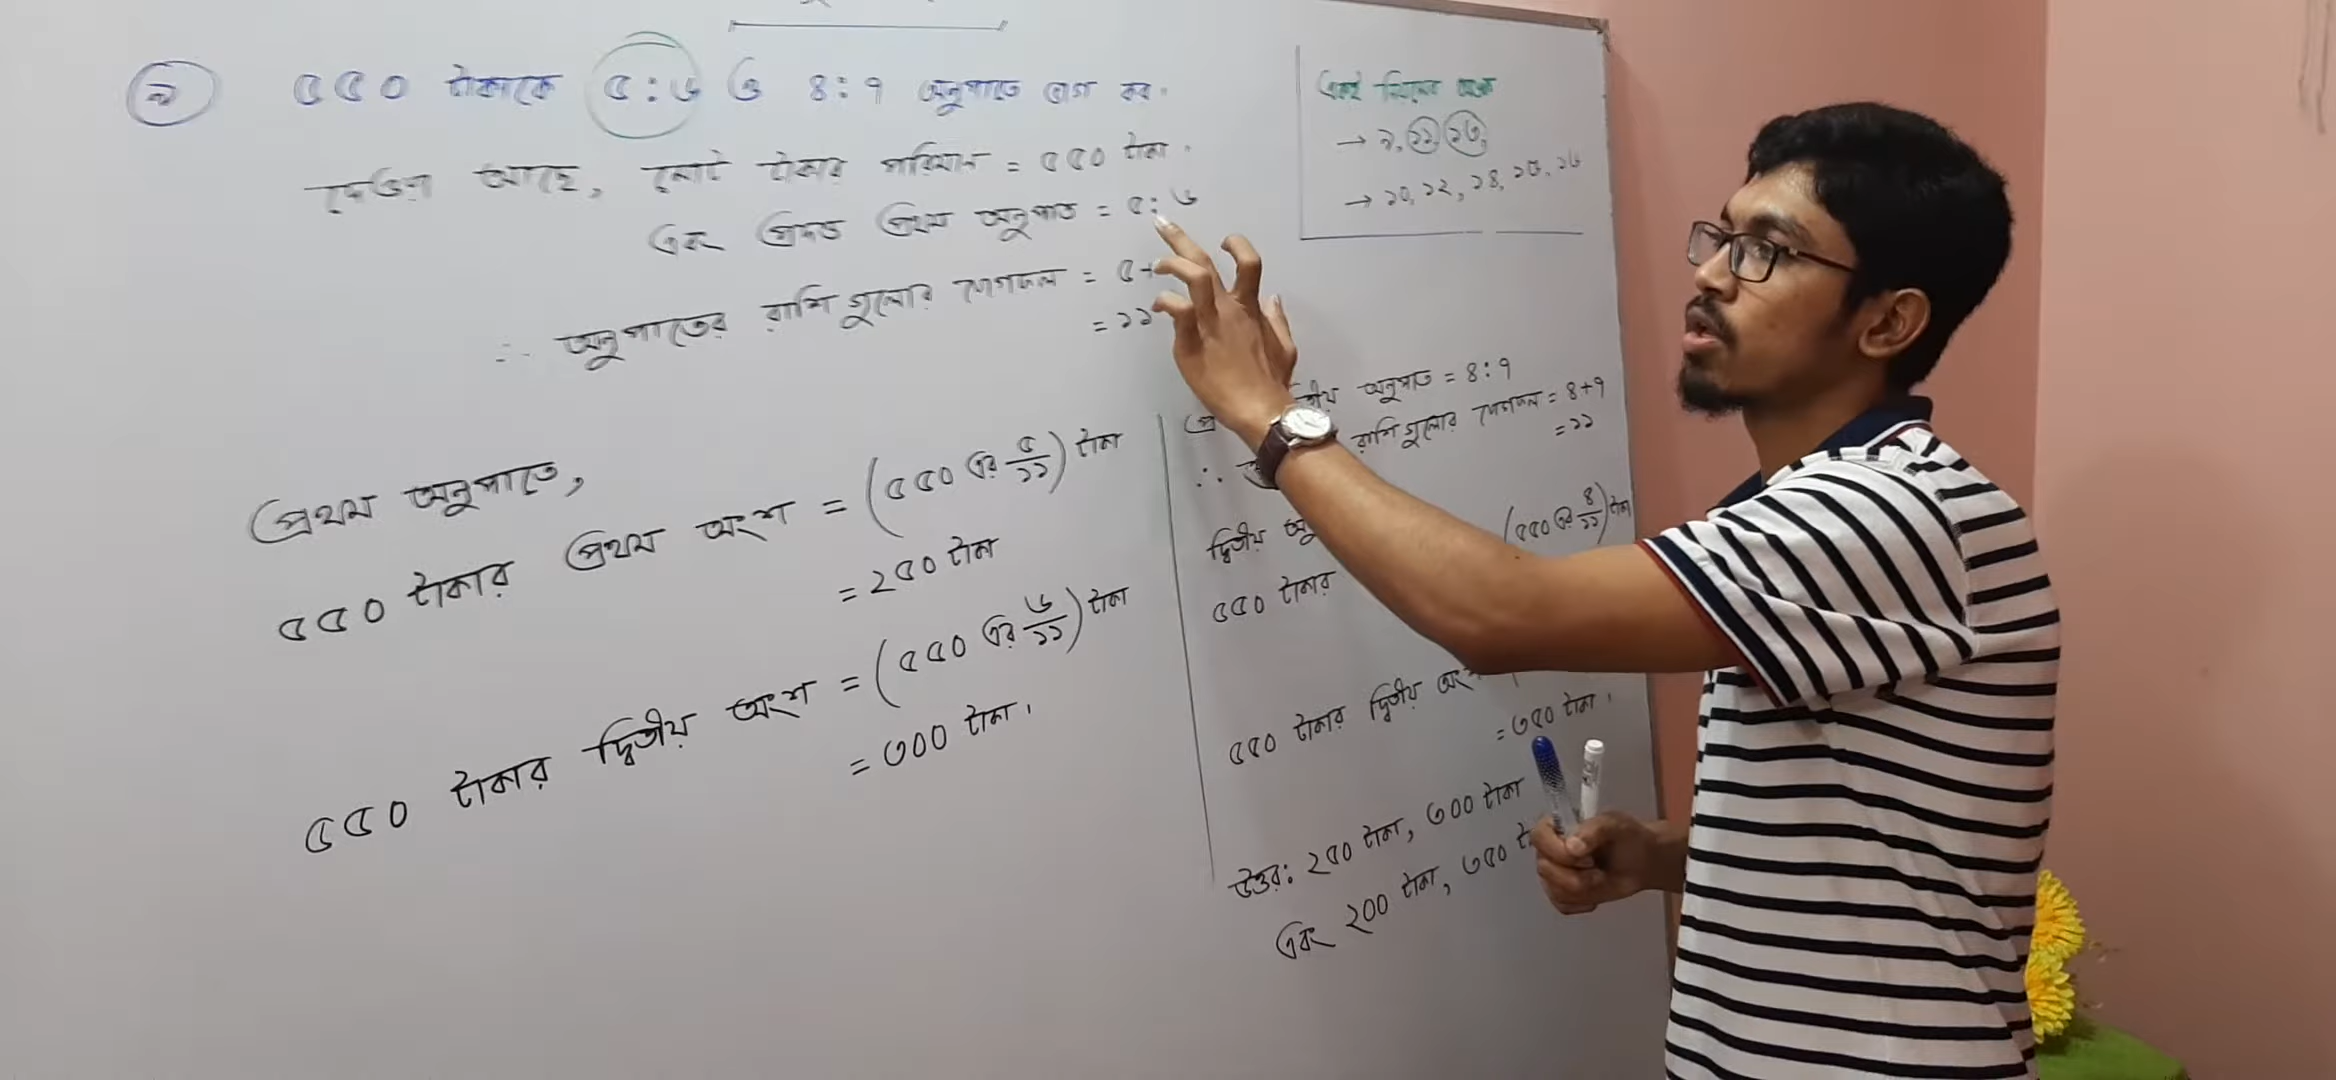 ৯ ৫৫০ টাকাকে ৫:৬ ও ৪:৭ অনুপাতে ভাগ কর।
দেওয়া আছে, মোট টাকার পরিমান = ৫৫০ টাকা।
এবং প্রদত্ত প্রথম অনুপাত = ৫:৬
∴ অনুপাতের রাশি গুলোর যোগফল = ৫+
= ১১
প্রথম অনুপাতে,
৫৫০ টাকার প্রথম অংশ = (৫৫০ এর ৫/১১) টাকা
= ২৫০ টাকা
৫৫০ টাকার দ্বিতীয় অংশ = (৫৫০ এর ৬/১১) টাকা
= ৩০০ টাকা।
একই নিয়মের অঙ্ক
→ ৯, ১১, ১৩,
→ ১০, ১২, ১৪, ১৫, ১৬
অনুপাত = ৪:৭
∴ রাশি গুলোর যোগফল = ৪+৭
= ১১
দ্বিতীয়
৫৫০ টাকার (৫৫০ এর ৪/১১) টাকা
৫৫০ টাকার দ্বিতীয়
= ৩৫০ টাকা।
উত্তর: ২৫০ টাকা, ৩০০ টাকা
এবং ২০০ টাকা, ৩৫০